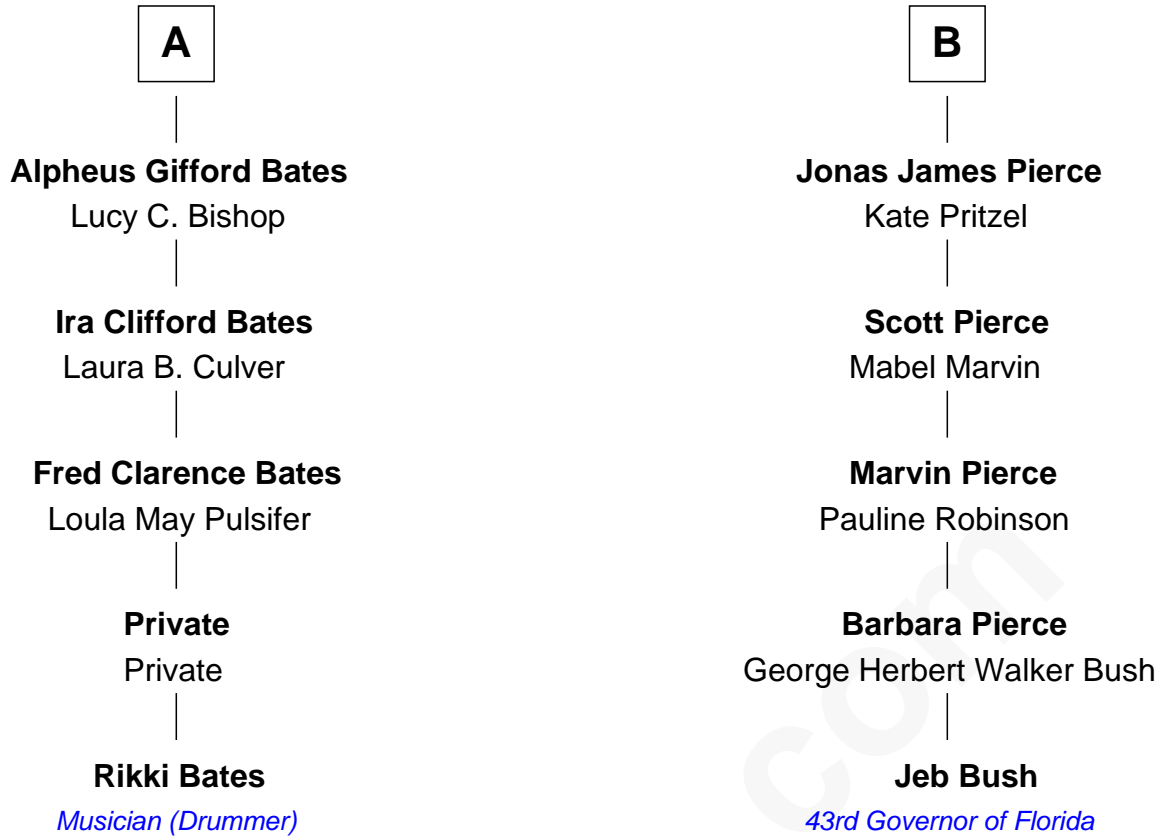 A
Alpheus Gifford Bates
Lucy C. Bishop
Ira Clifford Bates
Laura B. Culver
Fred Clarence Bates
Loula May Pulsifer
Private
Private
Rikki Bates
Musician (Drummer)
B
Jonas James Pierce
Kate Pritzel
Scott Pierce
Mabel Marvin
Marvin Pierce
Pauline Robinson
Barbara Pierce
George Herbert Walker Bush
Jeb Bush
43rd Governor of Florida
com